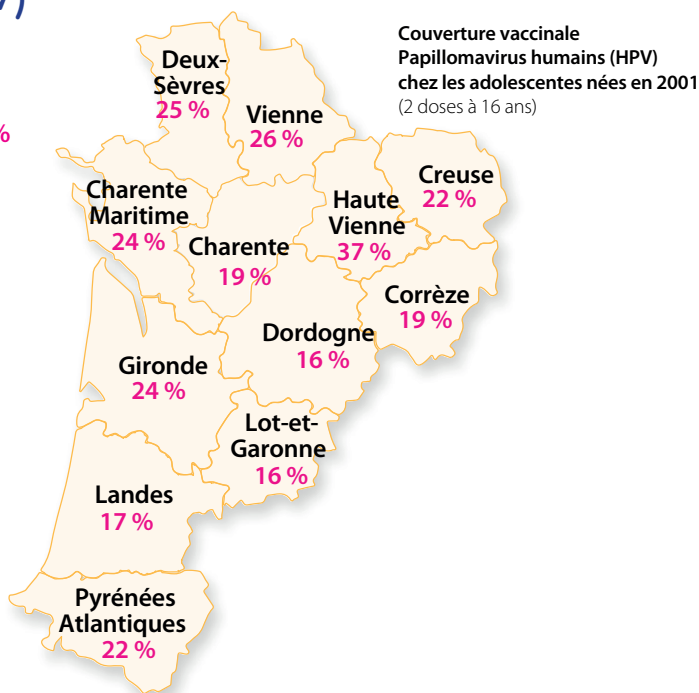 Couverture vaccinale
Papillomavirus humains (HPV)
chez les adolescentes nées en 2001
(2 doses à 16 ans)
Deux-
Sèvres
25 %
Vienne
26 %
%
Charente
Maritime
24 %
Charente
19 %
Haute
Vienne
37 %
Creuse
22 %
Corrèze
19 %
Dordogne
16 %
Gironde
24 %
Lot-et-
Garonne
16 %
Landes
17 %
Pyrénées
Atlantiques
22 %